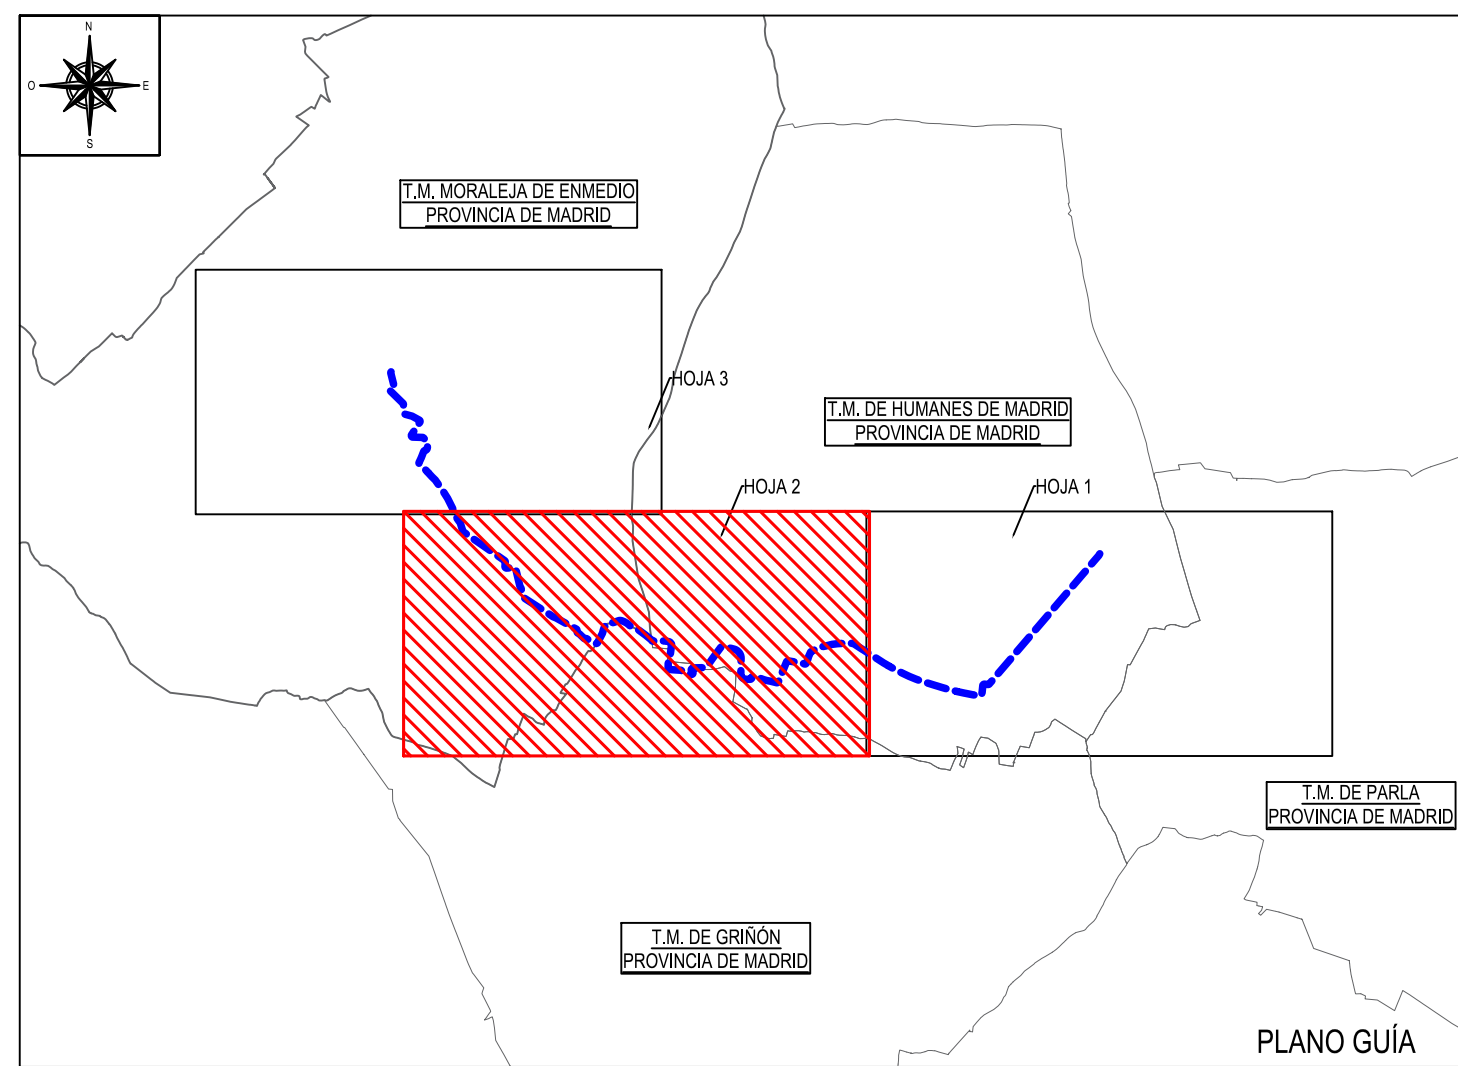 N
O
E
S
T.M. MORALEJA DE ENMEDIO
PROVINCIA DE MADRID
HOJA 3
T.M. DE HUMANES DE MADRID
PROVINCIA DE MADRID
HOJA 2
HOJA 1
T.M. DE PARLA
PROVINCIA DE MADRID
T.M. DE GRIÑÓN
PROVINCIA DE MADRID
PLANO GUÍA